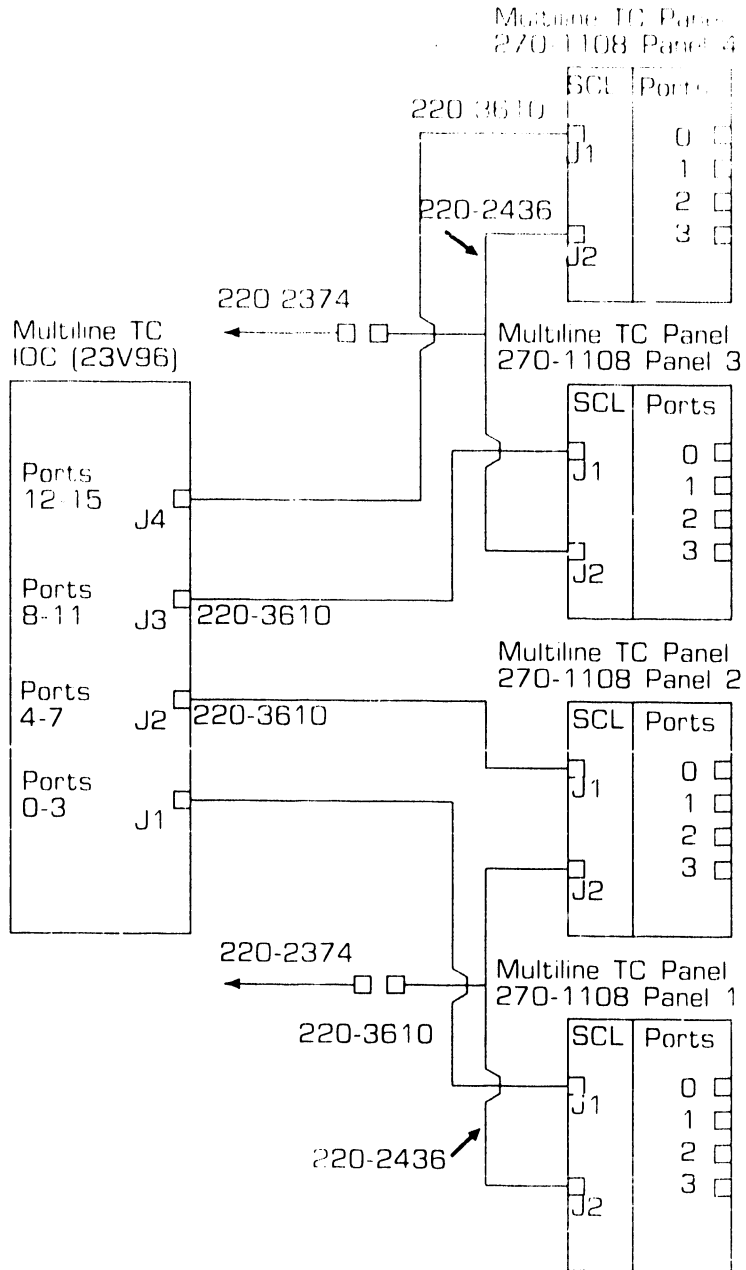 Multiline TC Panel
270-1108 Panel 4
SCL Ports
220-3610
J1
0
1
2
3
220-2436
J2
220 2374
Multiline TC
IOC (23V96)
Multiline TC Panel
270-1108 Panel 3
SCL Ports
J1
0
1
2
3
J2
Ports
12-15
J4
Ports
8-11
J3
220-3610
Multiline TC Panel
270-1108 Panel 2
Ports
4-7
J2
220-3610
SCL Ports
J1
0
1
2
3
J2
Ports
0-3
J1
220-2374
Multiline TC Panel
270-1108 Panel 1
220-3610
SCL Ports
J1
0
1
2
3
220-2436
J2